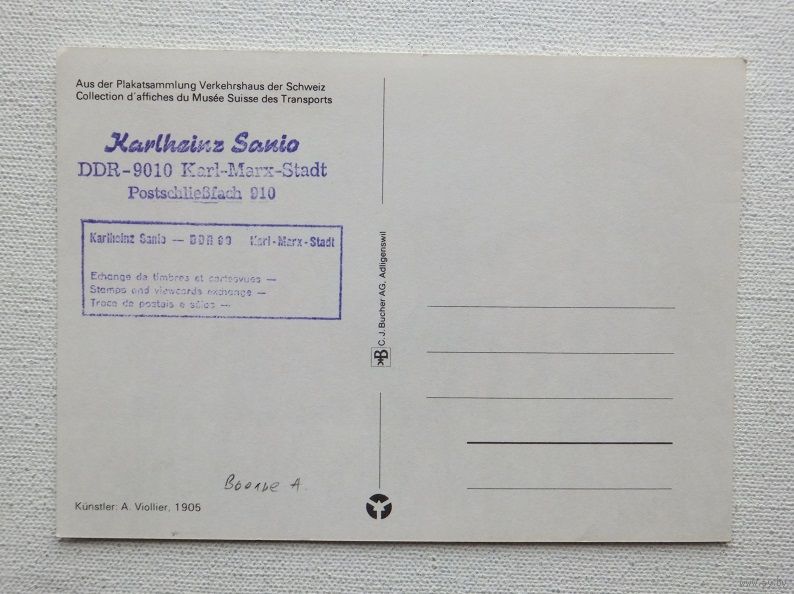 Aus der Plakatsammlung Verkehrshaus der Schweiz
Collection d'affiches du Musée Suisse des Transports
Karlheinz Sanio
DDR-9010 Karl-Marx-Stadt
Postschließfach 910
Karlheinz Sanio — DDR 90 Karl-Marx-Stadt
Echange de timbres et cartesvues —
Stamps and viewcards exchange —
Troca de postais e sêlos —
C. J. Bucher AG, Adligenswil
A.
Künstler: A. Viollier, 1905